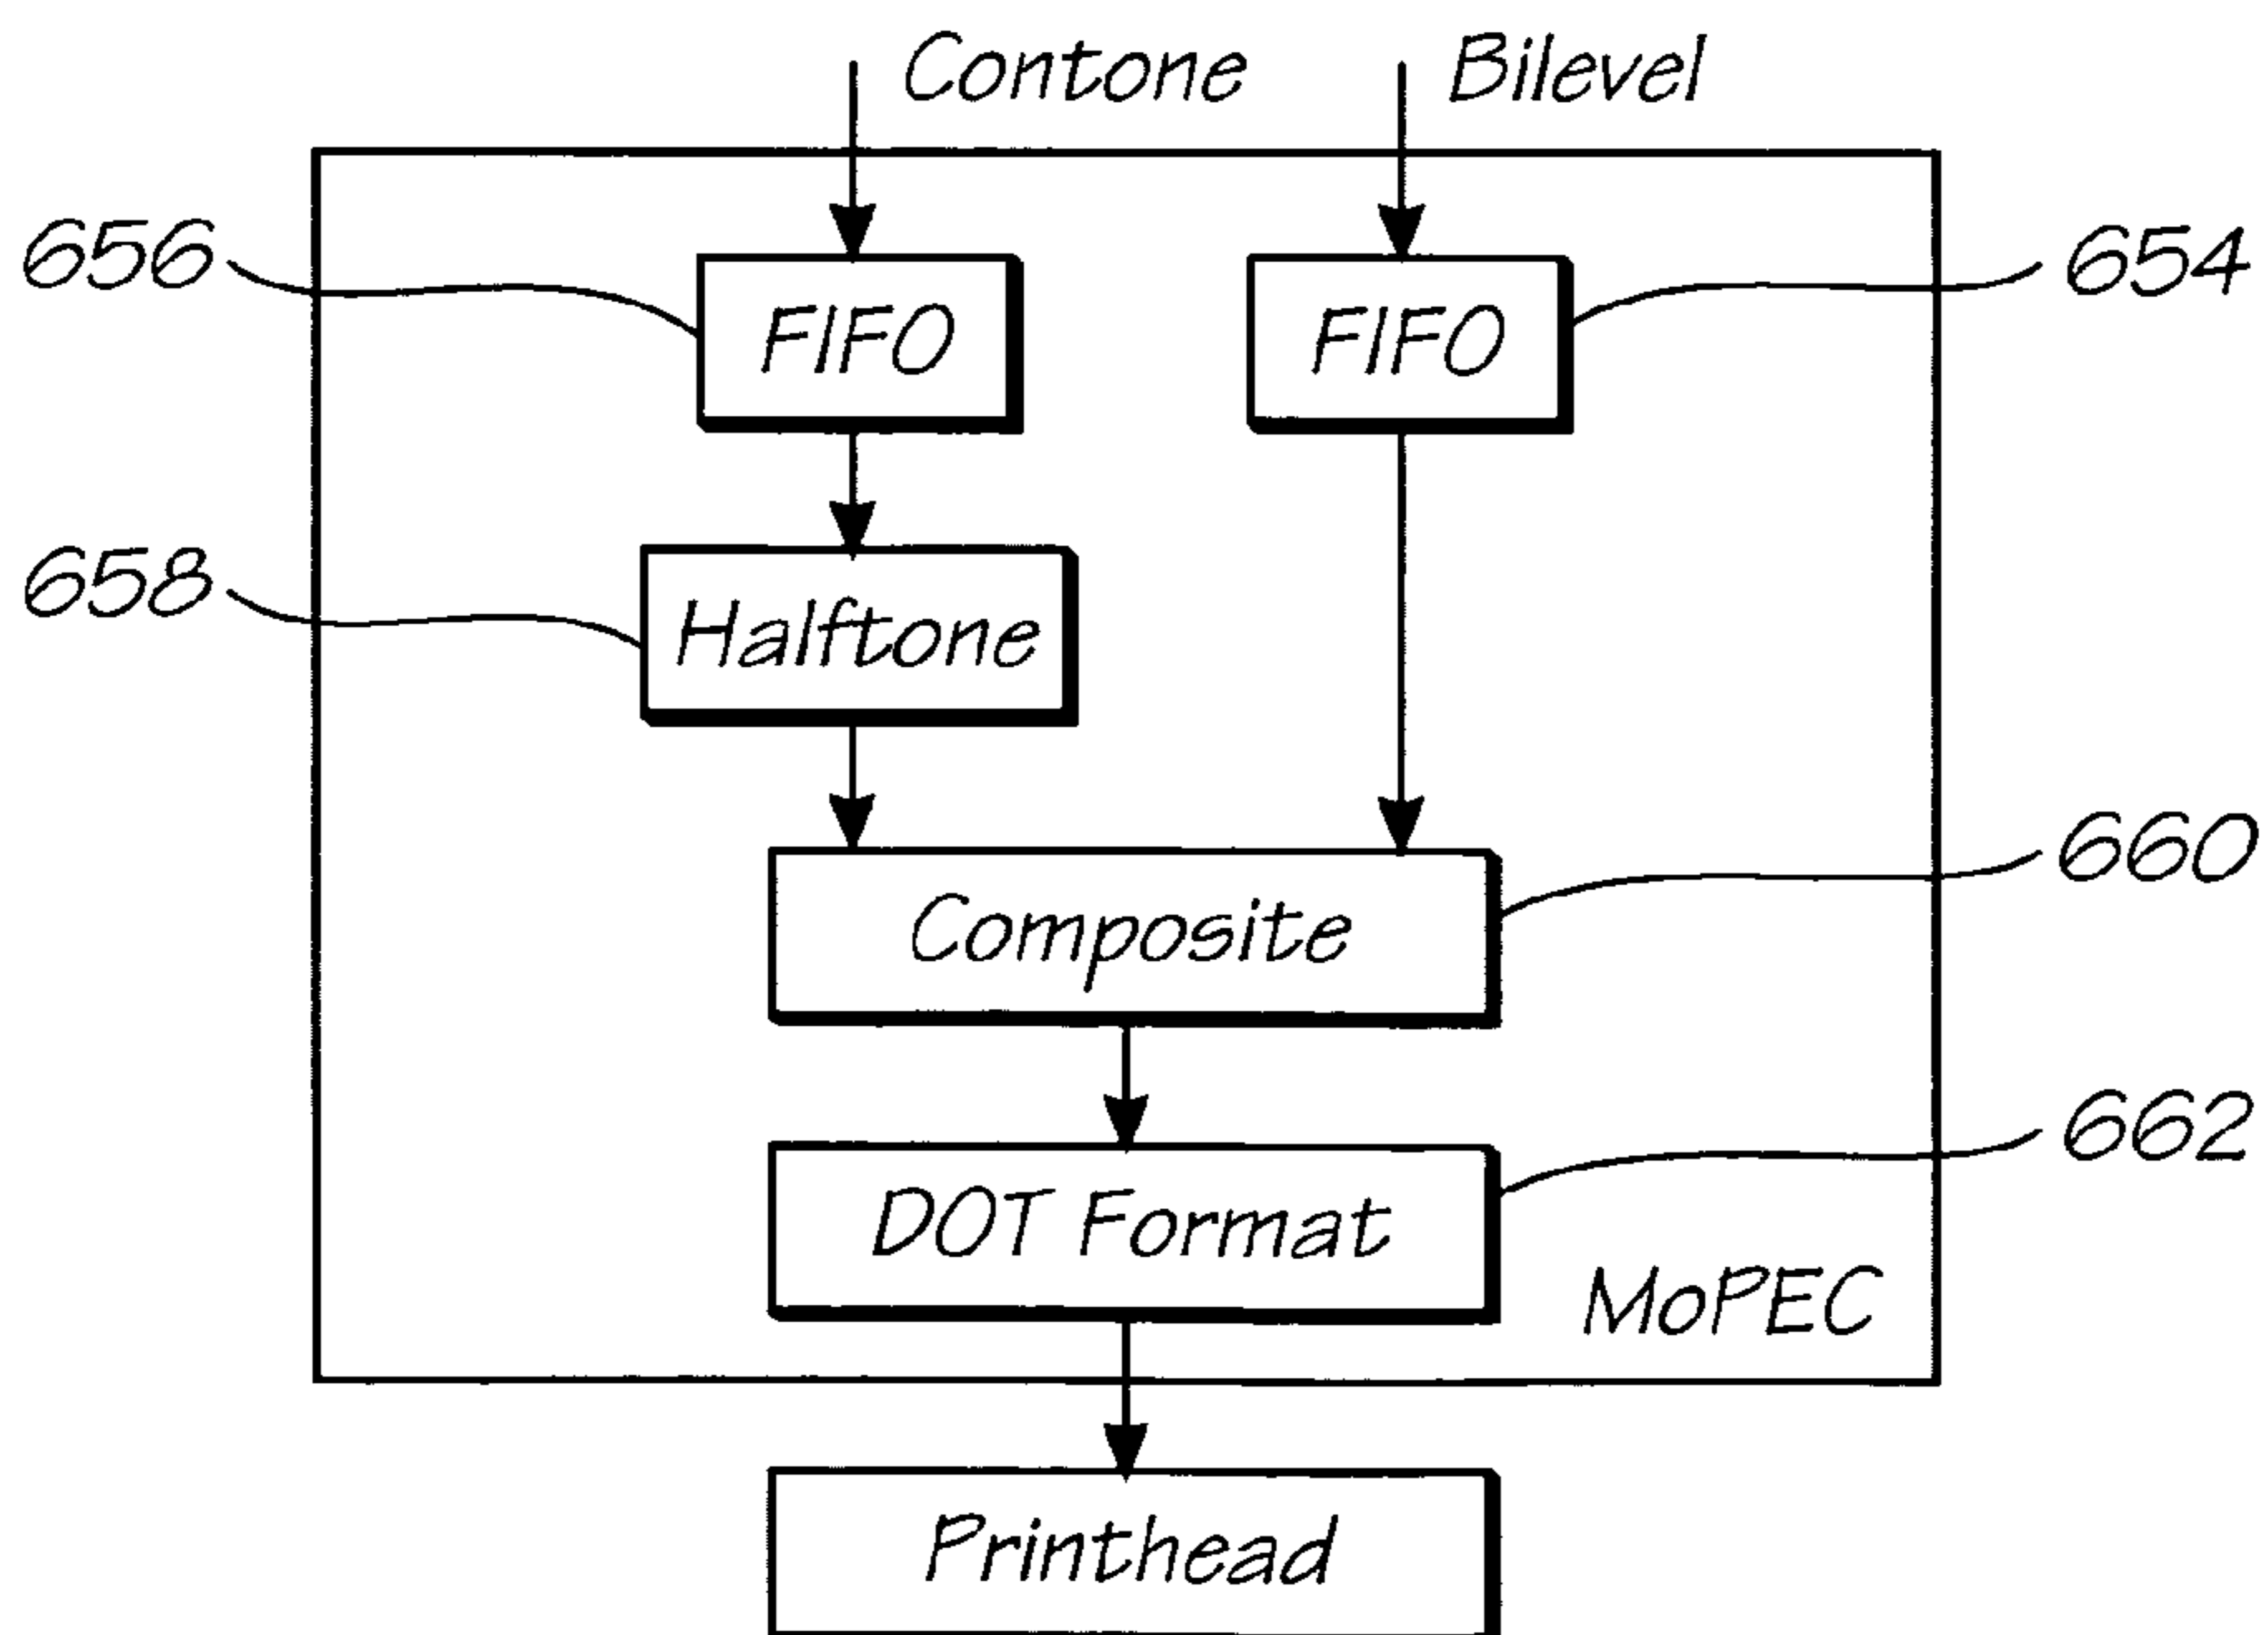 Contone
Bilevel
656
FIFO
FIFO
654
658
Halftone
Composite
660
DOT Format
662
MoPEC
Printhead